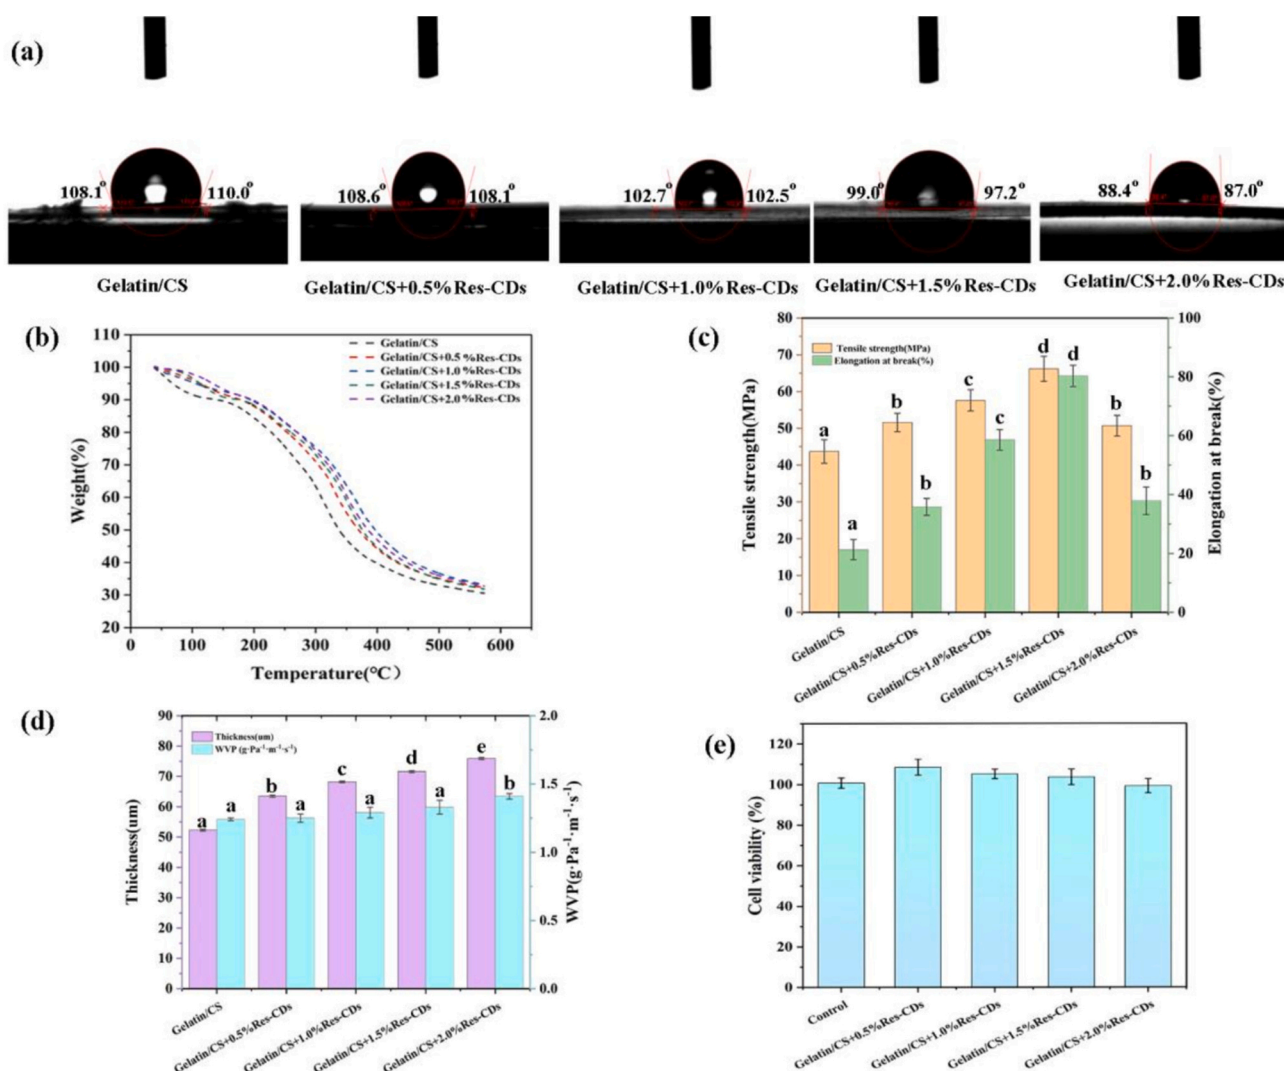 (a)
108.1° 110.0° 108.6° 108.1° 102.7° 102.5° 99.0° 97.2° 88.4° 87.0°
Gelatin/CS Gelatin/CS+0.5%Res-CDs Gelatin/CS+1.0%Res-CDs Gelatin/CS+1.5%Res-CDs Gelatin/CS+2.0%Res-CDs
(b)
110
100
90
80
70
60
50
40
30
20
Weight(%)
Gelatin/CS
Gelatin/CS+0.5%Res-CDs
Gelatin/CS+1.0%Res-CDs
Gelatin/CS+1.5%Res-CDs
Gelatin/CS+2.0%Res-CDs
0 100 200 300 400 500 600
Temperature(℃)
(c)
80
70
60
50
40
30
20
10
0
Tensile strength(MPa)
Tensile strength(MPa)
Elongation at break(%)
a a b b c c d d b b
100
80
60
40
20
0
Elongation at break(%)
Gelatin/CS
Gelatin/CS+0.5%Res-CDs
Gelatin/CS+1.0%Res-CDs
Gelatin/CS+1.5%Res-CDs
Gelatin/CS+2.0%Res-CDs
(d)
90
80
70
60
50
40
30
20
10
0
Thickness(um)
Thickness(um)
WVP (g·Pa⁻¹·m⁻¹·s⁻¹)
a a b a c a d a e b
2.0
1.5
1.0
0.5
0.0
WVP(g·Pa⁻¹·m⁻¹·s⁻¹)
Gelatin/CS
Gelatin/CS+0.5%Res-CDs
Gelatin/CS+1.0%Res-CDs
Gelatin/CS+1.5%Res-CDs
Gelatin/CS+2.0%Res-CDs
(e)
120
100
80
60
40
20
0
Cell viability (%)
Control
Gelatin/CS+0.5%Res-CDs
Gelatin/CS+1.0%Res-CDs
Gelatin/CS+1.5%Res-CDs
Gelatin/CS+2.0%Res-CDs